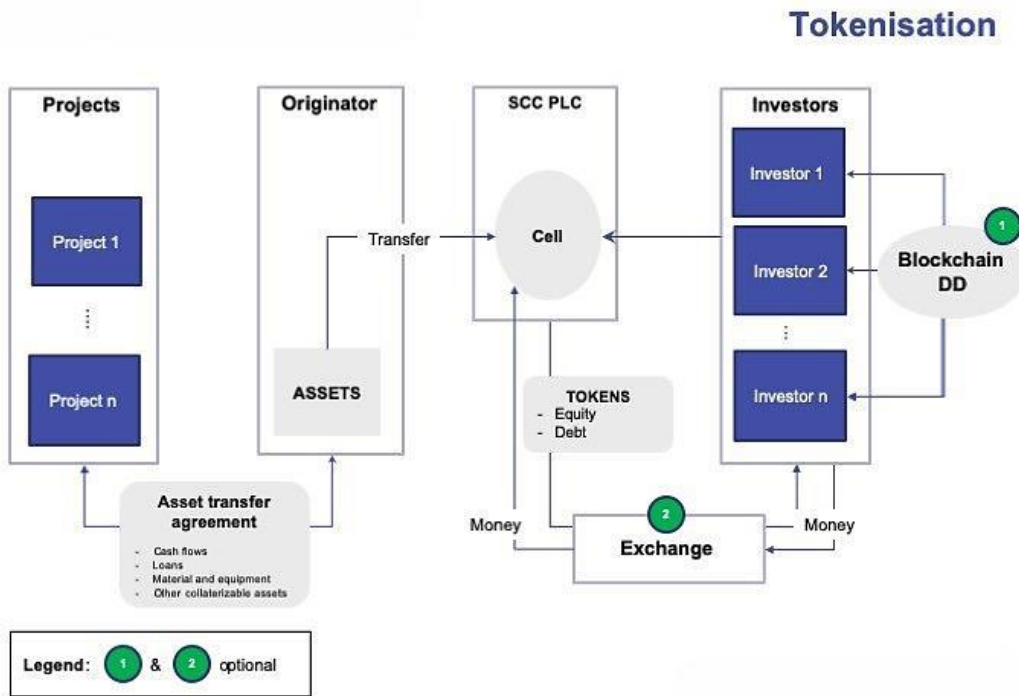 Tokenisation
Projects
Project 1
Project n
Originator
ASSETS
Asset transfer
agreement
- Cash flows
- Loans
- Material and equipment
- Other collaterizable assets
Transfer
SCC PLC
Cell
TOKENS
- Equity
- Debt
Money
2
Exchange
Money
Investors
Investor 1
Investor 2
Investor n
1
Blockchain
DD
Legend: 1 & 2 optional